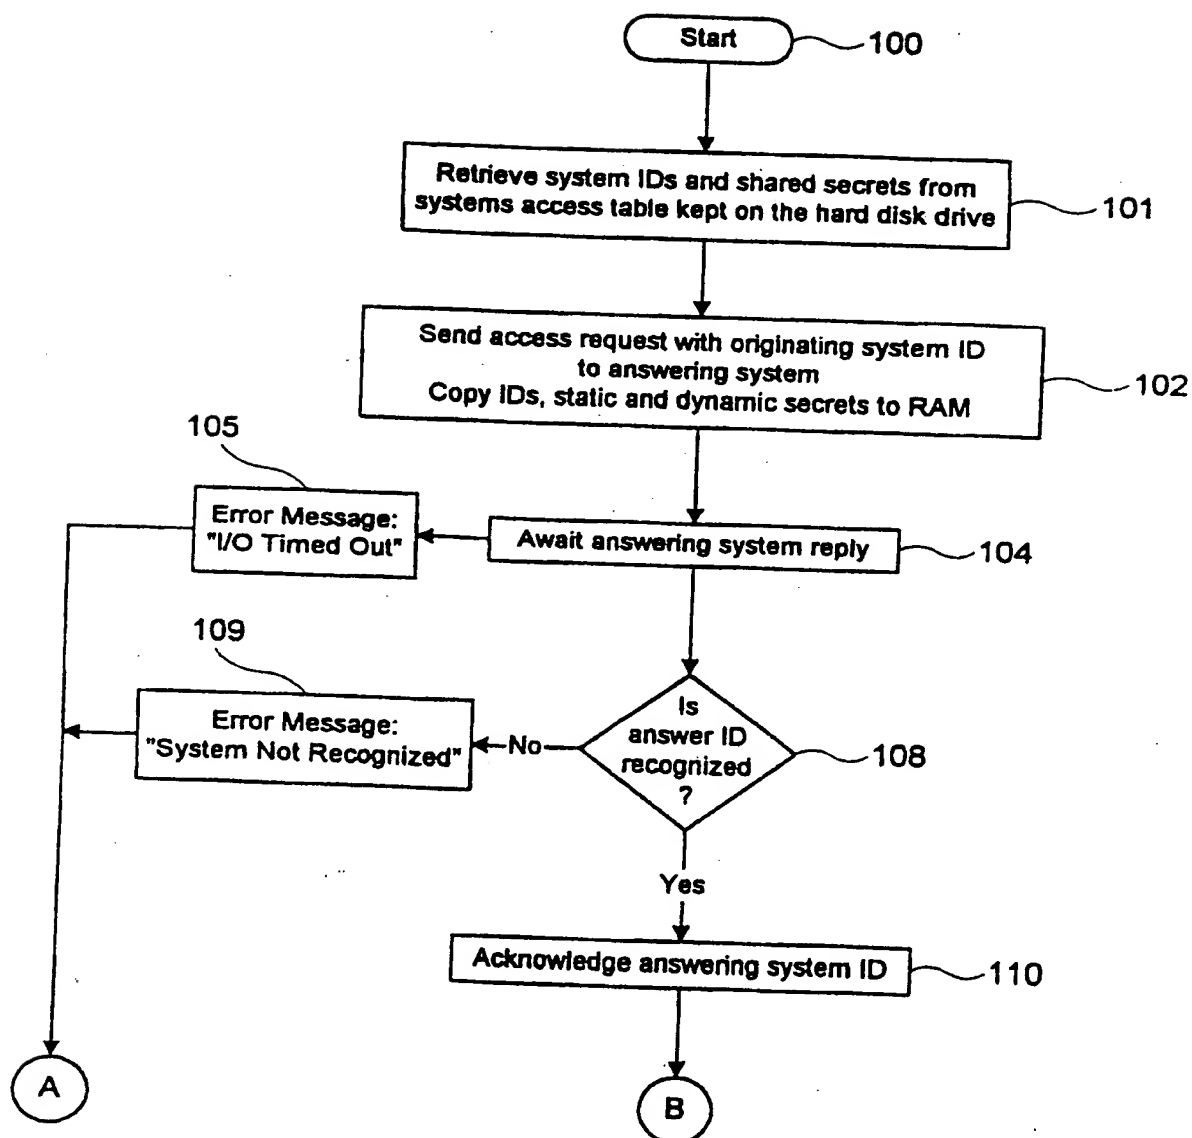 Start
100
Retrieve system IDs and shared secrets from
systems access table kept on the hard disk drive
101
Send access request with originating system ID
to answering system
Copy IDs, static and dynamic secrets to RAM
102
105
Error Message:
"I/O Timed Out"
Await answering system reply
104
109
Error Message:
"System Not Recognized"
No
Is
answer ID
recognized
?
108
Yes
Acknowledge answering system ID
110
A
B